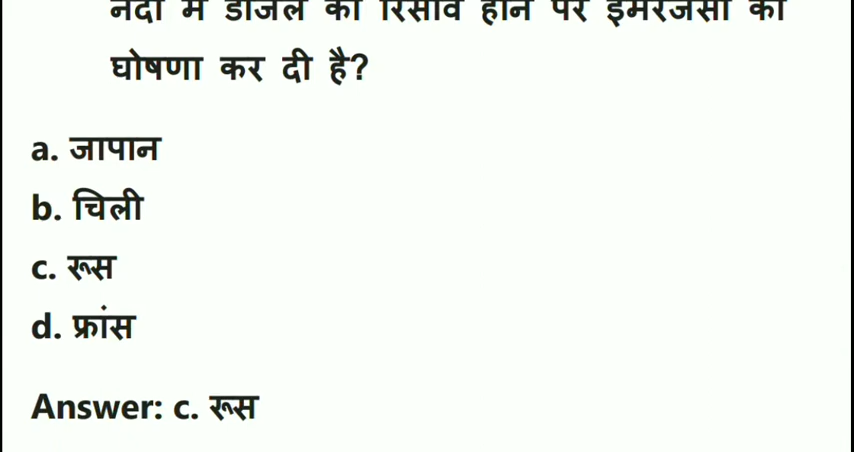 नदी में डीजल का रिसाव होने पर इमरजेंसी की
घोषणा कर दी है?
a. जापान
b. चिली
c. रूस
d. फ्रांस
Answer: c. रूस